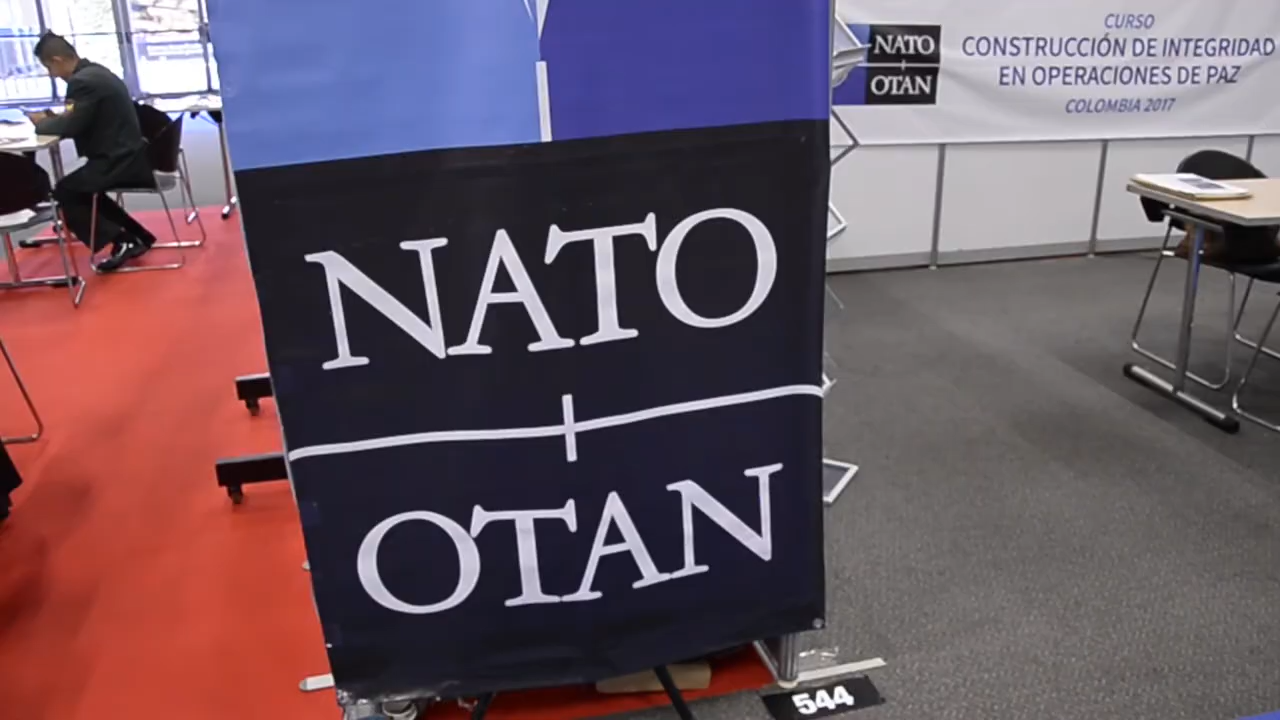 NATO
OTAN
NATO
OTAN
CURSO
CONSTRUCCIÓN DE INTEGRIDAD
EN OPERACIONES DE PAZ
COLOMBIA 2017
544